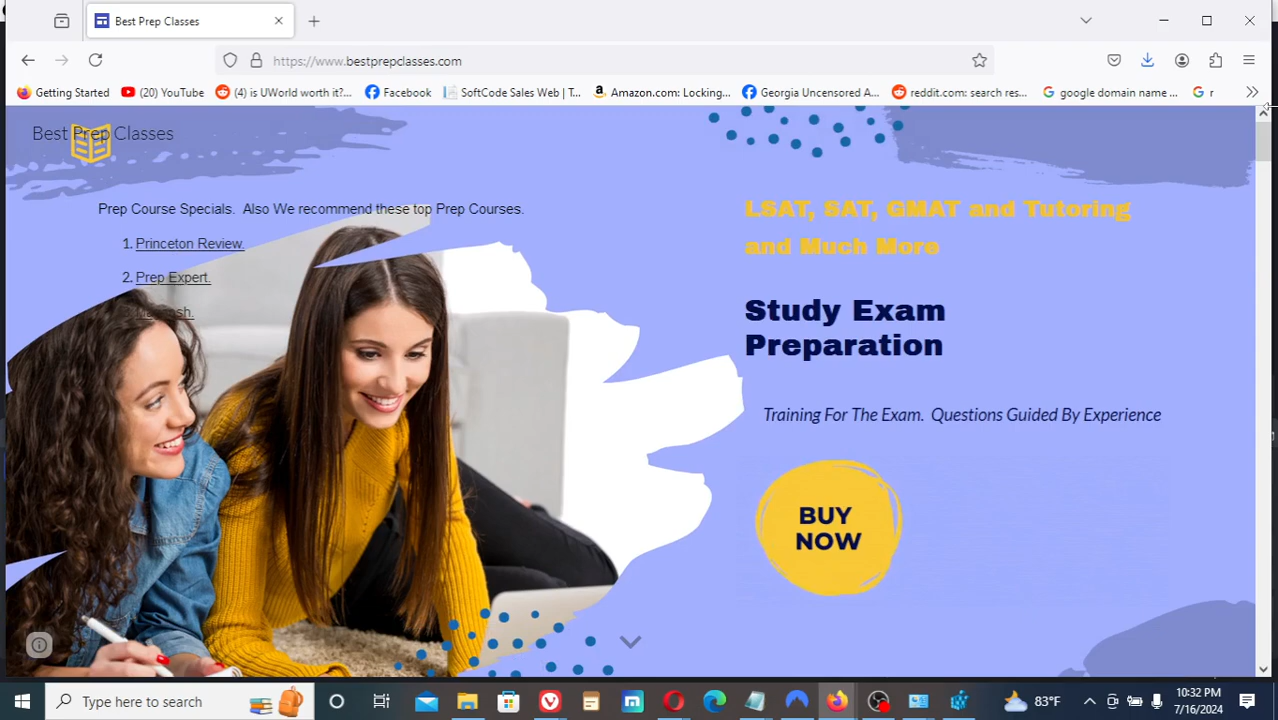 Best Prep Classes
https://www.bestprepclasses.com
Getting Started
(20) YouTube
(4) is UWorld worth it?...
Facebook
SoftCode Sales Web | T...
Amazon.com: Locking...
Georgia Uncensored A...
reddit.com: search res...
google domain name ...
r
Best Prep Classes
Prep Course Specials. Also We recommend these top Prep Courses.
1. Princeton Review.
2. Prep Expert.
LSAT, SAT, GMAT and Tutoring
and Much More
Study Exam
Preparation
Training For The Exam. Questions Guided By Experience
BUY
NOW
Type here to search
83°F
10:32 PM
7/16/2024